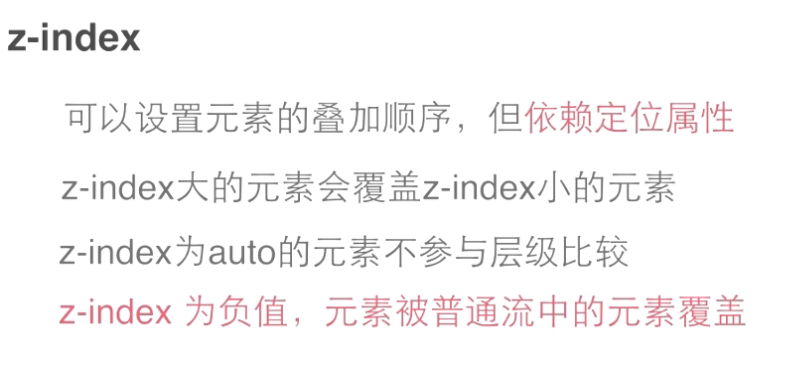 z-index
可以设置元素的叠加顺序，但依赖定位属性
z-index大的元素会覆盖z-index小的元素
z-index为auto的元素不参与层级比较
z-index 为负值，元素被普通流中的元素覆盖